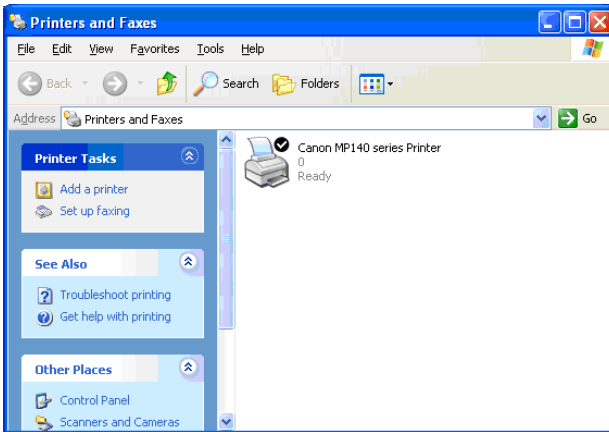 Printers and Faxes
File Edit View Favorites Tools Help
Back Search Folders
Address Printers and Faxes Go
Printer Tasks
Add a printer
Set up faxing
See Also
Troubleshoot printing
Get help with printing
Other Places
Control Panel
Scanners and Cameras
Canon MP140 series Printer
0
Ready